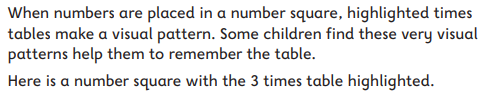 When numbers are placed in a number square, highlighted times
tables make a visual pattern. Some children find these very visual
patterns help them to remember the table.
Here is a number square with the 3 times table highlighted.